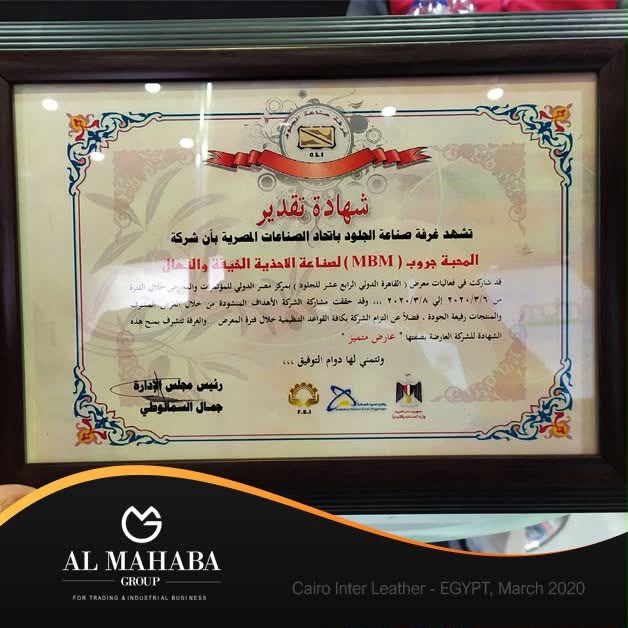 غرفة صناعة الجلود
C.L.I
شهادة تقدير
تشهد غرفة صناعة الجلود باتحاد الصناعات المصرية بأن شركة
المحبة جروب ( MBM ) لصناعة الاحذية الخفيفة والنعال
قد شاركت في فعاليات معرض ( القاهرة الدولي الرابع عشر للجلود ) بمركز مصر الدولي للمؤتمرات والمعارض خلال الفترة
من ٢٠٢٠/٣/٦ إلى ٢٠٢٠/٣/٨ ،،، وقد حققت مشاركة الشركة الأهداف المنشودة من خلال العرض المشرف
والمنتجات رفيعة الجودة ، فضلاً عن التزام الشركة بكافة القواعد التنظيمية خلال فترة المعرض ... والغرفة تتشرف بمنح هذه
الشهادة للشركة العارضة بصفتها " عارض متميز "
وتتمنى لها دوام التوفيق ،،،
رئيس مجلس الإدارة
جمال السمالوطي
F.E.I
AL MAHABA
GROUP
FOR TRADING & INDUSTRIAL BUSINESS
Cairo Inter Leather - EGYPT, March 2020